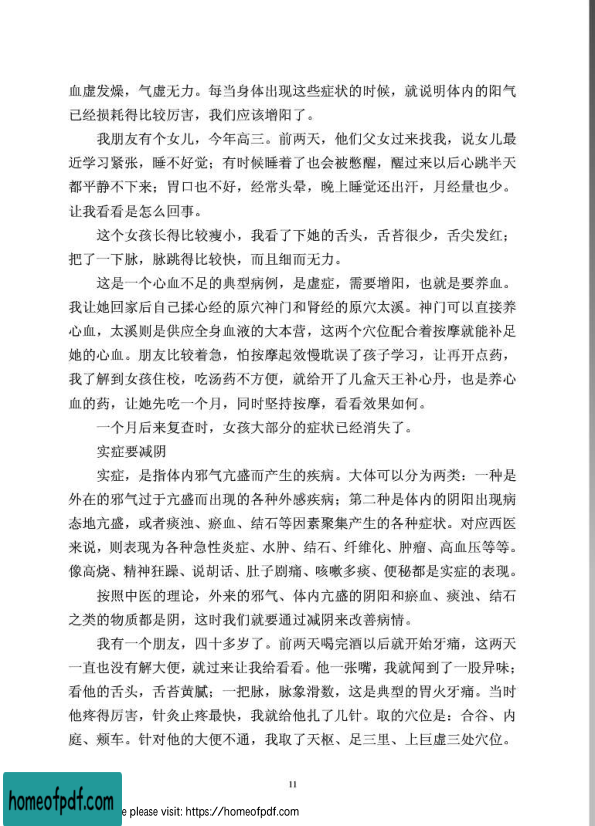 血虚发燥，气虚无力。每当身体出现这些症状的时候，就说明体内的阳气
已经损耗得比较厉害，我们应该增阳了。
我朋友有个女儿，今年高三。前两天，他们父女过来找我，说女儿最
近学习紧张，睡不好觉；有时候睡着了也会被憋醒，醒过来以后心跳半天
都平静不下来；胃口也不好，经常头晕，晚上睡觉还出汗，月经量也少。
让我看看是怎么回事。
这个女孩长得比较瘦小，我看了下她的舌头，舌苔很少，舌尖发红；
把了一下脉，脉跳得比较快，而且细而无力。
这是一个心血不足的典型病例，是虚症，需要增阳，也就是要养血。
我让她回家后自己揉心经的原穴神门和肾经的原穴太溪。神门可以直接养
心血，太溪则是供应全身血液的大本营，这两个穴位配合着按摩就能补足
她的心血。朋友比较着急，怕按摩起效慢耽误了孩子学习，让再开点药，
我了解到女孩住校，吃汤药不方便，就给开了几盒天王补心丹，也是养心
血的药，让她先吃一个月，同时坚持按摩，看看效果如何。
一个月后来复查时，女孩大部分的症状已经消失了。
实症要减阴
实症，是指体内邪气亢盛而产生的疾病。大体可以分为两类：一种是
外在的邪气过于亢盛而出现的各种外感疾病；第二种是体内的阴阳出现病
态地亢盛，或者痰浊、瘀血、结石等因素聚集产生的各种症状。对应西医
来说，则表现为各种急性炎症、水肿、结石、纤维化、肿瘤、高血压等等。
像高烧、精神狂躁、说胡话、肚子剧痛、咳嗽多痰、便秘都是实症的表现。
按照中医的理论，外来的邪气、体内亢盛的阴阳和瘀血、痰浊、结石
之类的物质都是阴，这时我们就要通过减阴来改善病情。
我有一个朋友，四十多岁了。前两天喝完酒以后就开始牙痛，这两天
一直也没有解大便，就过来让我给看看。他一张嘴，我就闻到了一股异味；
看他的舌头，舌苔黄腻；一把脉，脉象滑数，这是典型的胃火牙痛。当时
他疼得厉害，针灸止疼最快，我就给他扎了几针。取的穴位是：合谷、内
庭、颊车。针对他的大便不通，我取了天枢、足三里、上巨虚三处穴位。
11
homeofpdf.com
e please visit: https://homeofpdf.com